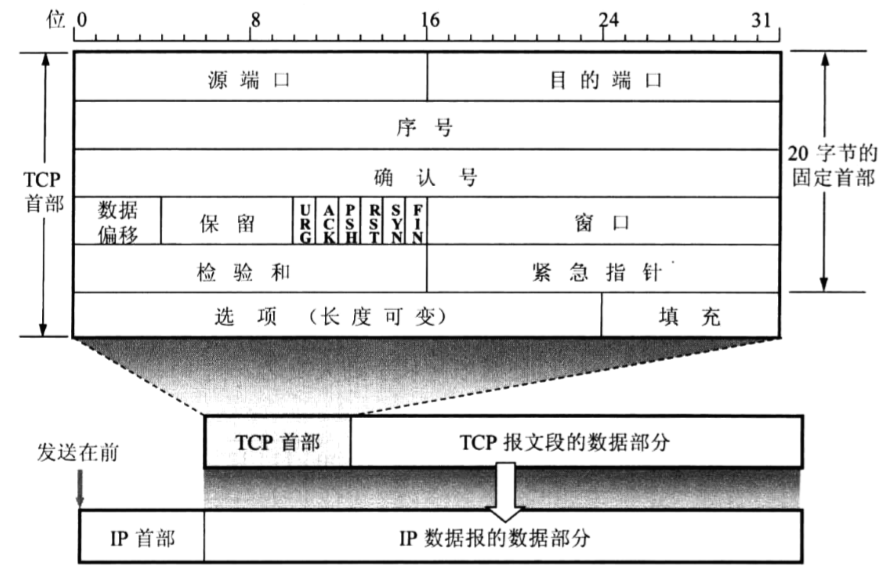 位 0 8 16 24 31
源 端 口 目 的 端 口
序 号
确 认 号
TCP
首部
20 字节的
固定首部
数据
偏移
保 留
URG
ACK
PSH
RST
SYN
FIN
窗 口
检 验 和
紧 急 指 针
选 项 （长 度 可 变）
填 充
TCP 首部
TCP 报文段的数据部分
发送在前
IP 首部
IP 数据报的数据部分